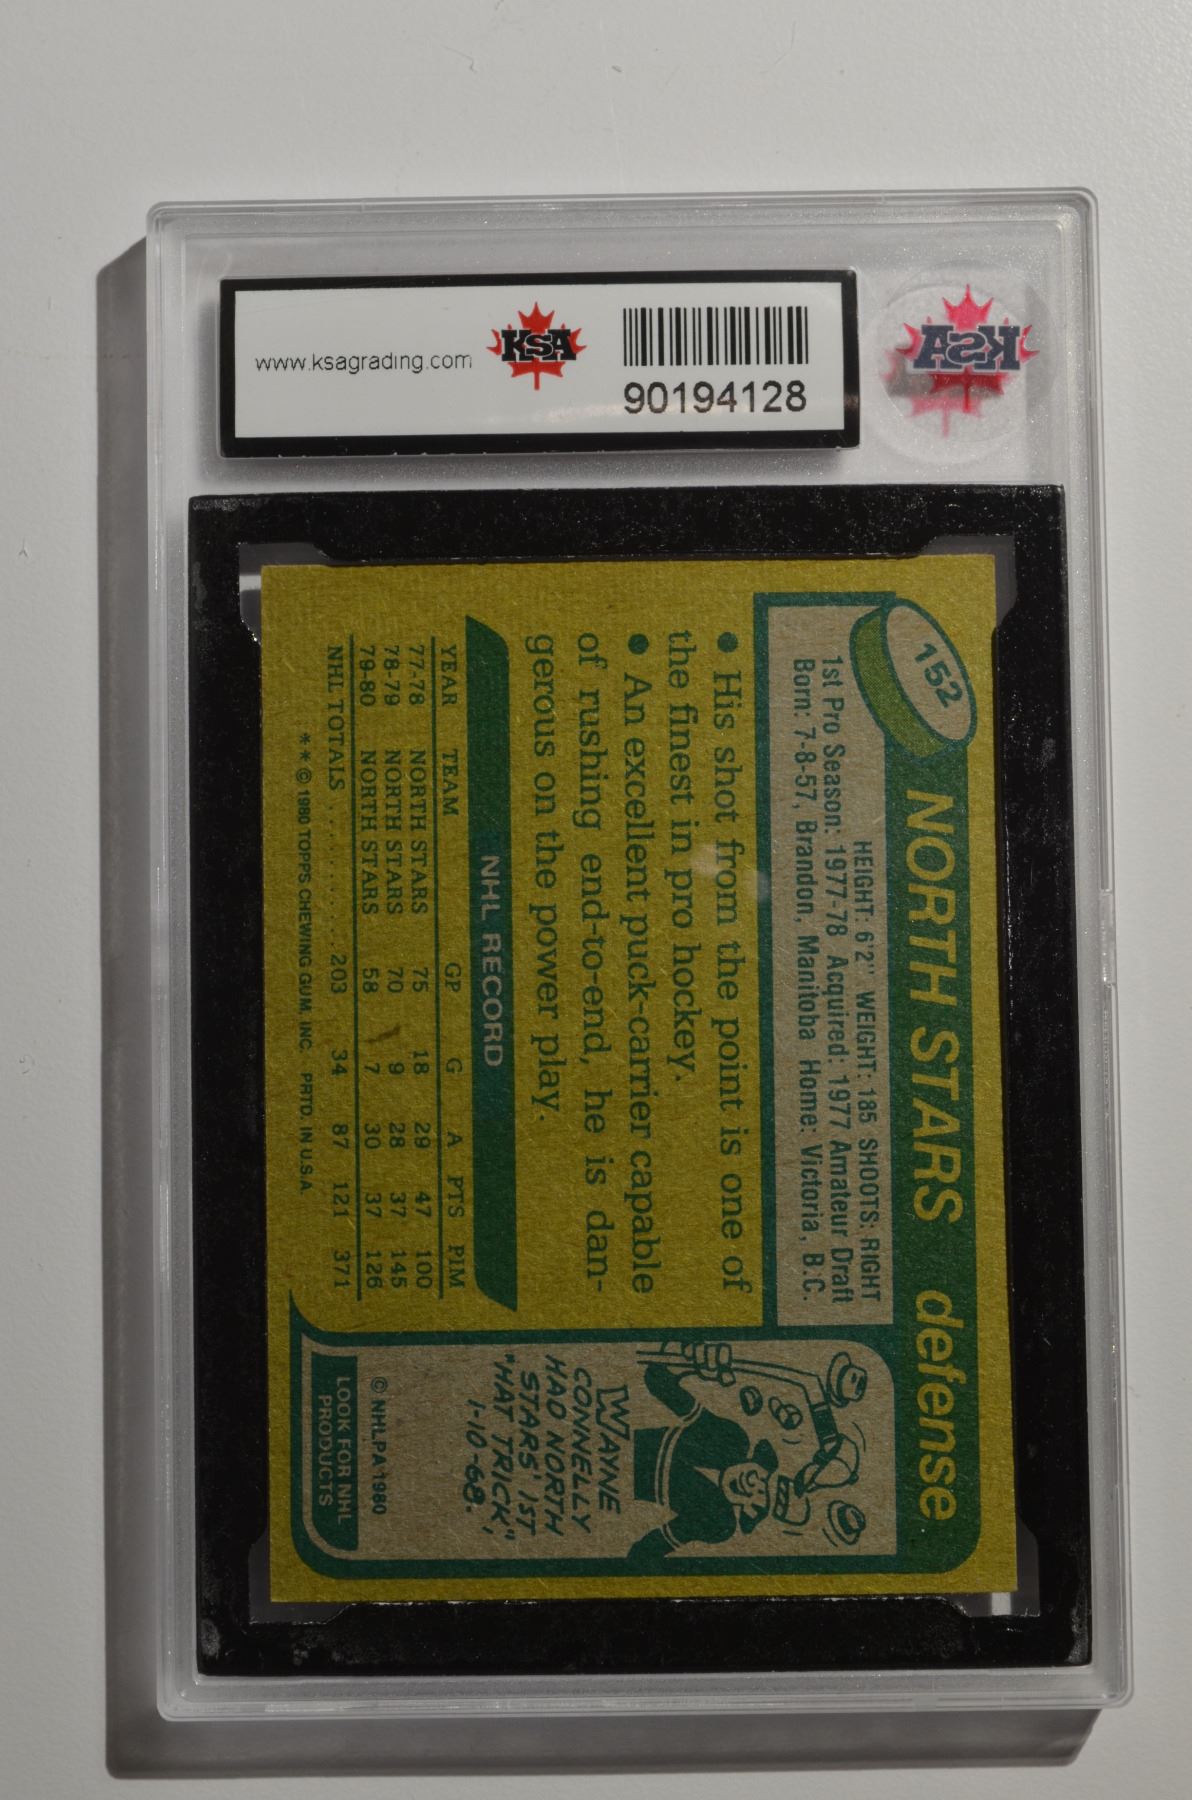 www.ksagrading.com
KSA
90194128
KSA
152
NORTH STARS defense
HEIGHT: 6'2" WEIGHT: 185 SHOOTS: RIGHT
1st Pro Season: 1977-78 Acquired: 1977 Amateur Draft
Born: 7-8-57, Brandon, Manitoba Home: Victoria, B.C.
• His shot from the point is one of
the finest in pro hockey.
• An excellent puck-carrier capable
of rushing end-to-end, he is dan-
gerous on the power play.
NHL RECORD
YEAR TEAM GP G A PTS PIM
77-78 NORTH STARS 75 18 29 47 100
78-79 NORTH STARS 70 9 28 37 145
79-80 NORTH STARS 58 7 30 37 126
NHL TOTALS . . . . . . . . . . 203 34 87 121 371
** © 1980 TOPPS CHEWING GUM, INC. PRTD. IN U.S.A.
WAYNE
CONNELLY
HAD NORTH
STARS' 1ST
"HAT TRICK,"
1-10-68.
© NHLPA 1980
LOOK FOR NHL
PRODUCTS